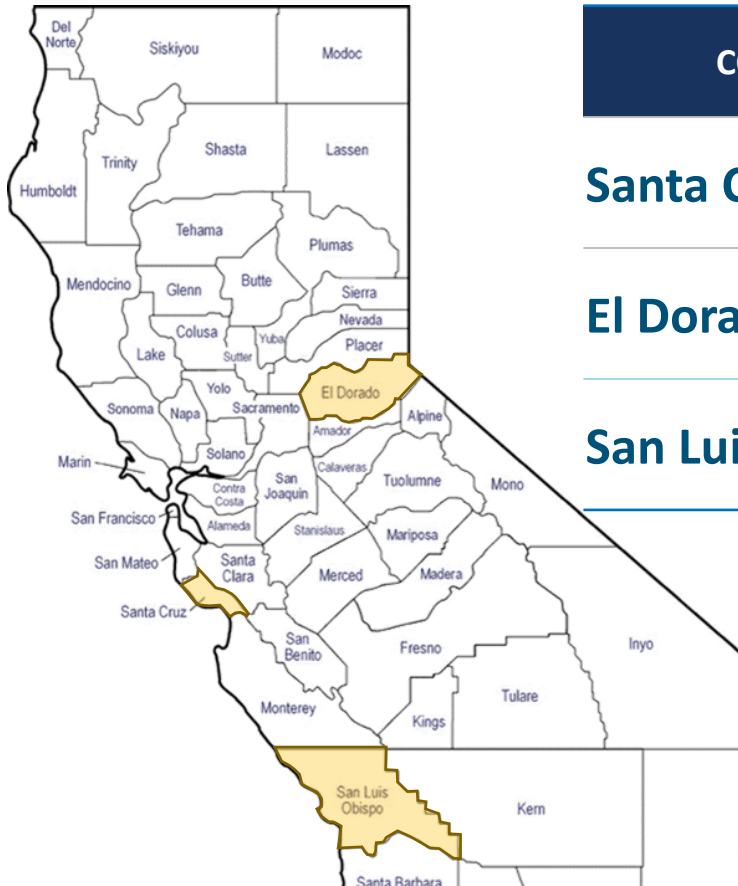 Del
Norte
Siskiyou
Modoc
Humboldt
Trinity
Shasta
Lassen
Tehama
Plumas
Mendocino
Glenn
Butte
Sierra
Nevada
Placer
Colusa
Yuba
Sutter
Lake
El Dorado
Sonoma
Napa
Yolo
Sacramento
Alpine
Amador
Solano
Marin
Calaveras
Contra
Costa
San
Joaquin
Tuolumne
Mono
San Francisco
Alameda
Stanislaus
Mariposa
San Mateo
Santa
Clara
Merced
Madera
Santa Cruz
San
Benito
Fresno
Inyo
Monterey
Kings
Tulare
San Luis
Obispo
Kern
Santa Barbara
Santa
El
San